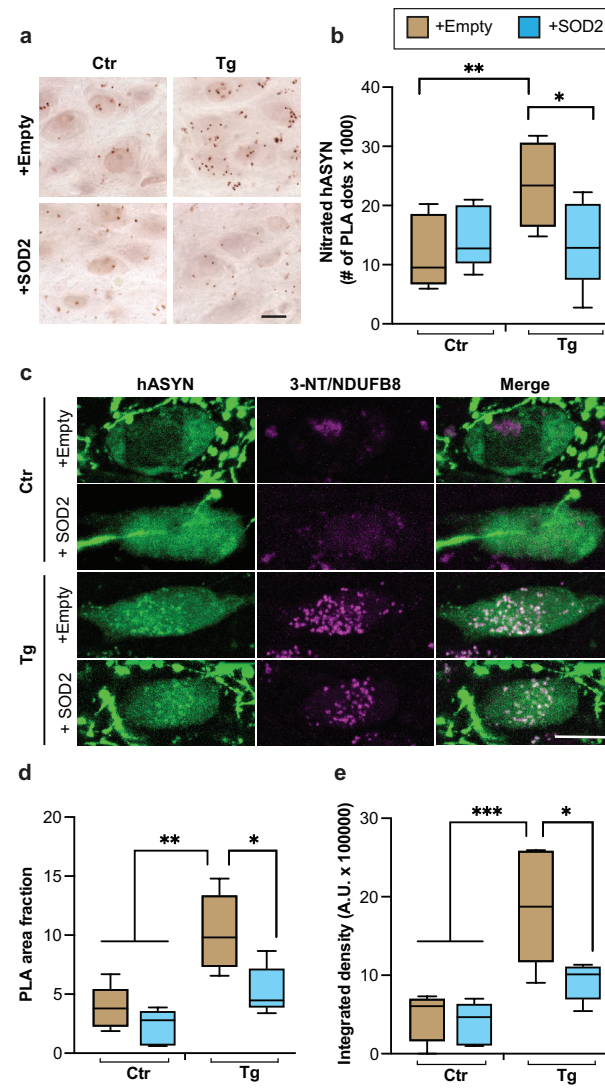 a
Ctr
Tg
+Empty
+SOD2
b
+Empty
+SOD2
Nitrated hASYN
(# of PLA dots x 1000)
40
30
20
10
0
**
*
Ctr
Tg
c
hASYN
3-NT/NDUFB8
Merge
Ctr
+Empty
+ SOD2
Tg
+Empty
+ SOD2
d
PLA area fraction
20
15
10
5
0
**
*
Ctr
Tg
e
Integrated density (A.U. x 100000)
30
20
10
0
***
*
Ctr
Tg